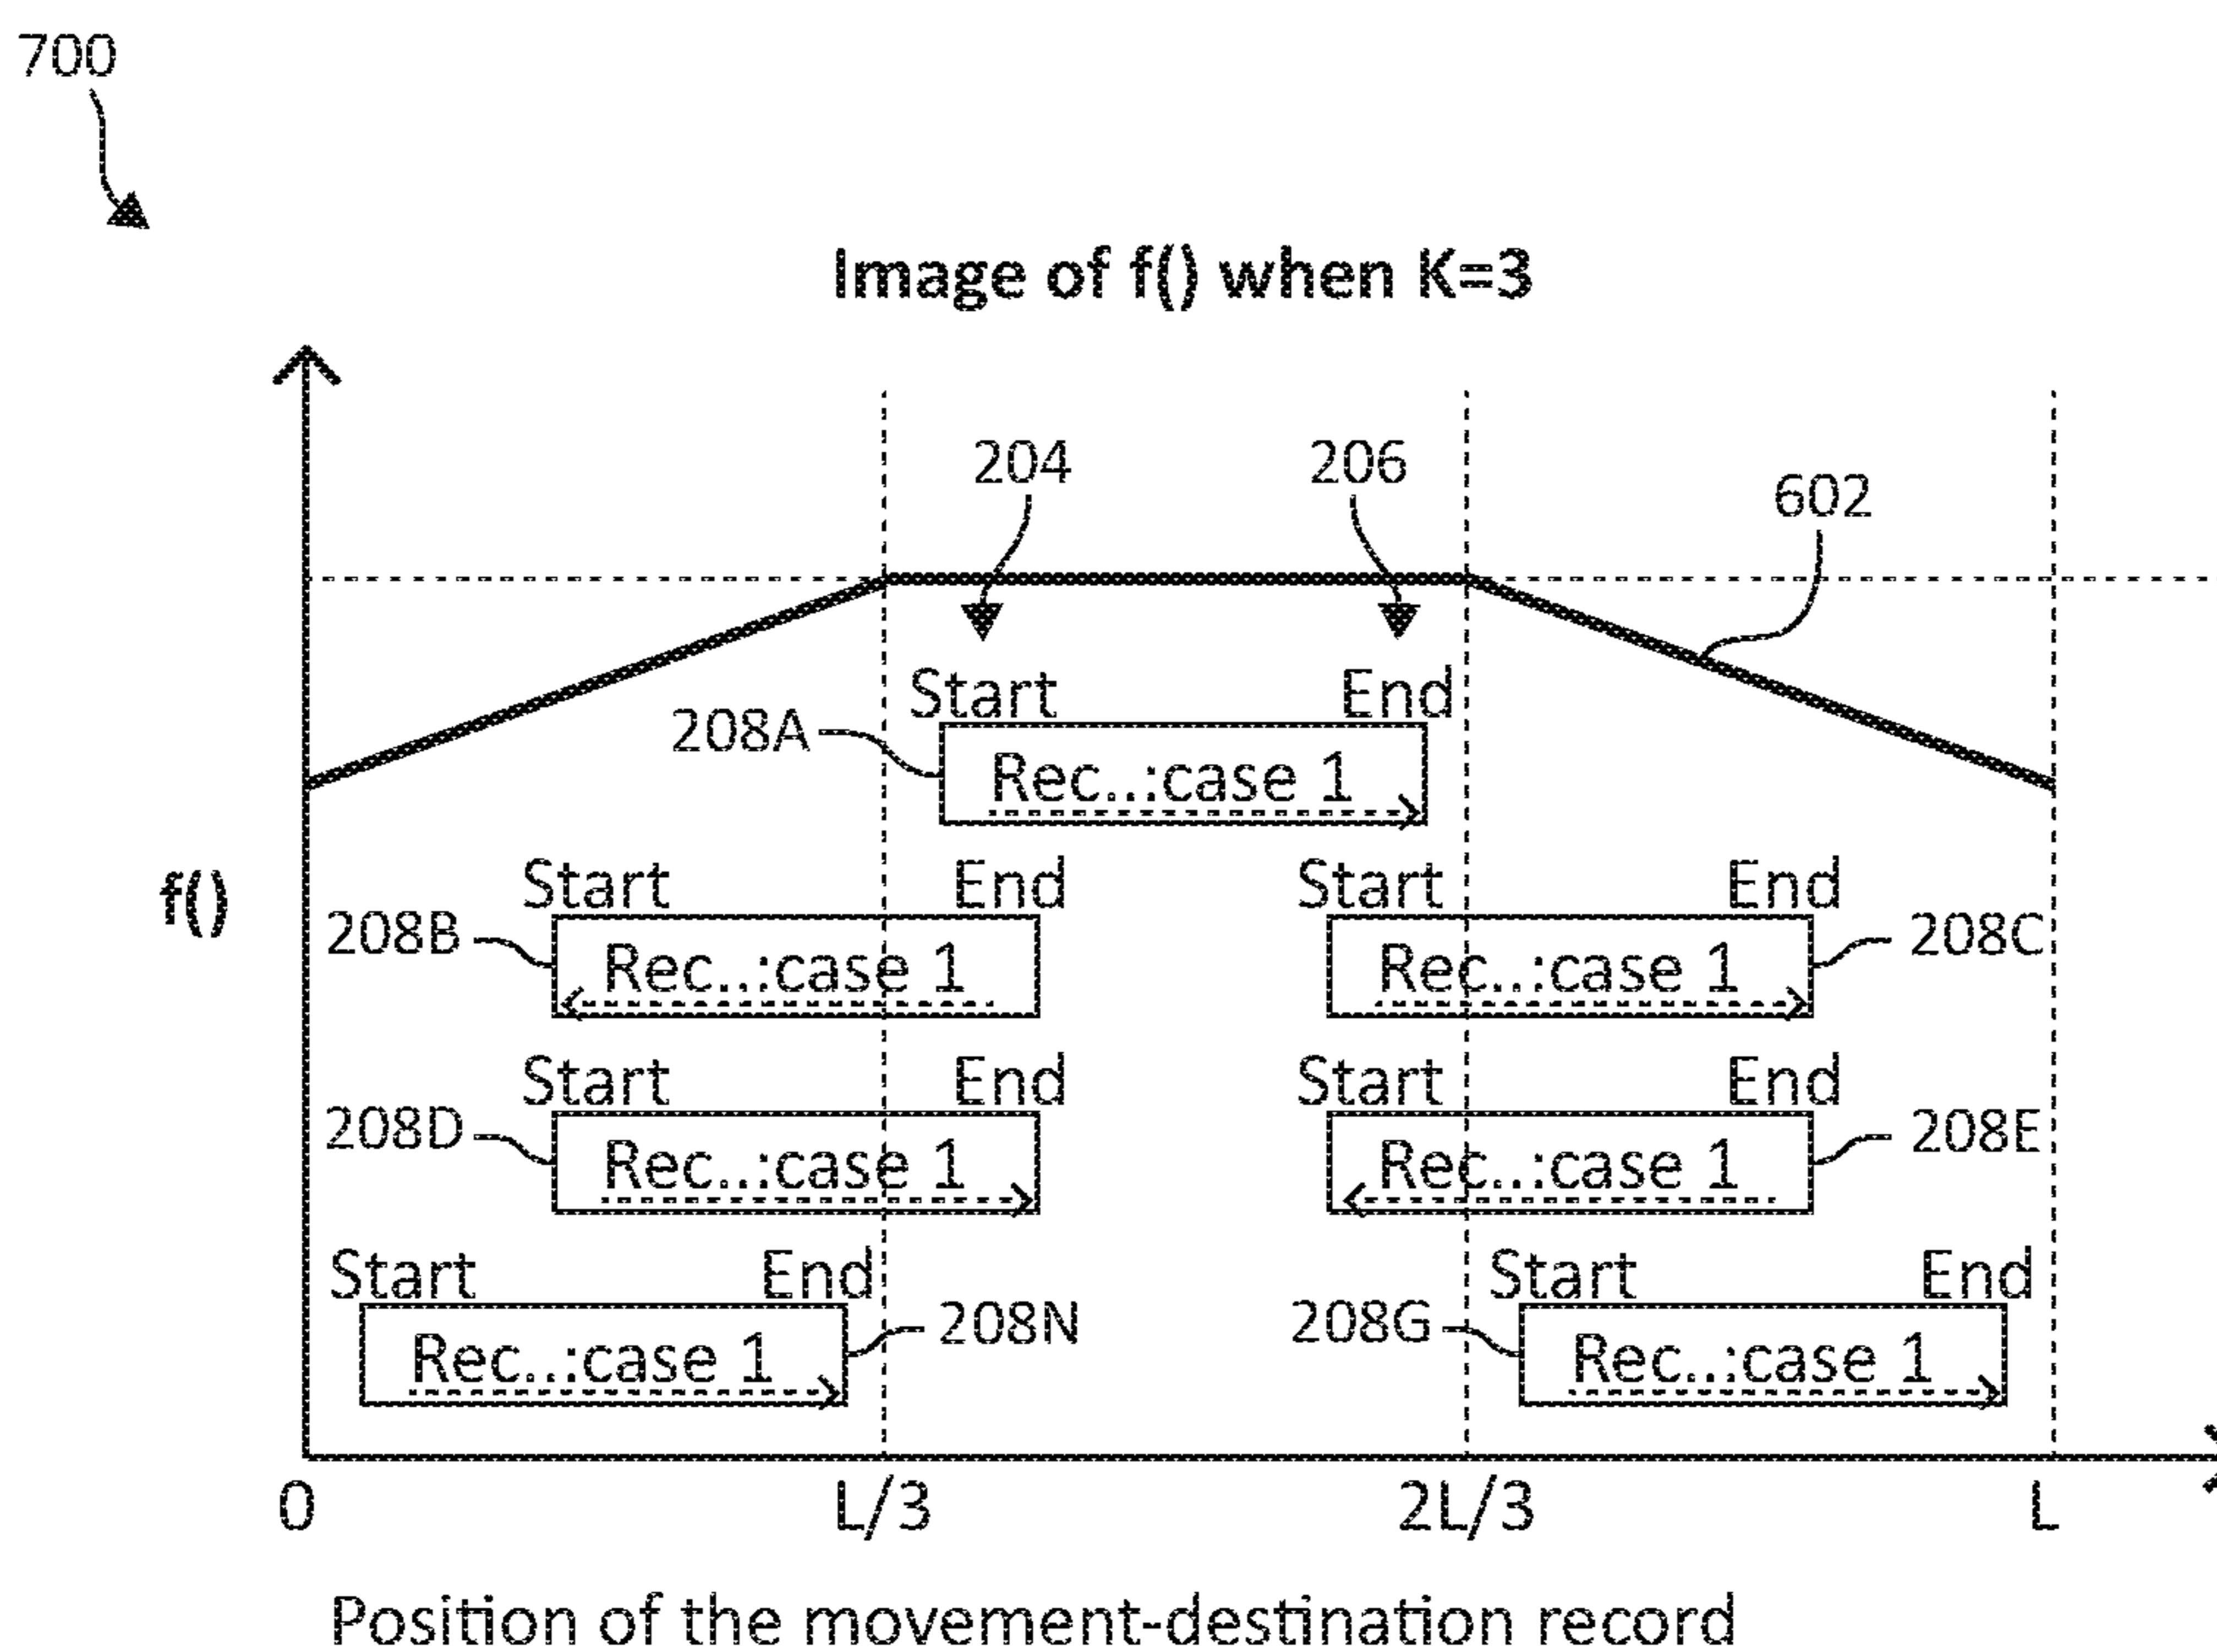 700
Image of f() when K=3
204 206 602
Start End
208A Rec..:case 1
f()
Start End Start End
208B Rec..:case 1 Rec..:case 1 208C
Start End Start End
208D Rec..:case 1 Rec..:case 1 208E
Start End Start End
Rec..:case 1 208N 208G Rec..:case 1
0 L/3 2L/3 L
Position of the movement-destination record